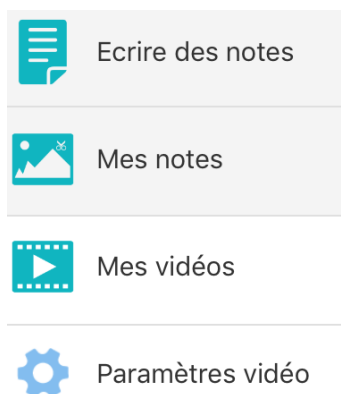 Ecrire des notes
Mes notes
Mes vidéos
Paramètres vidéo